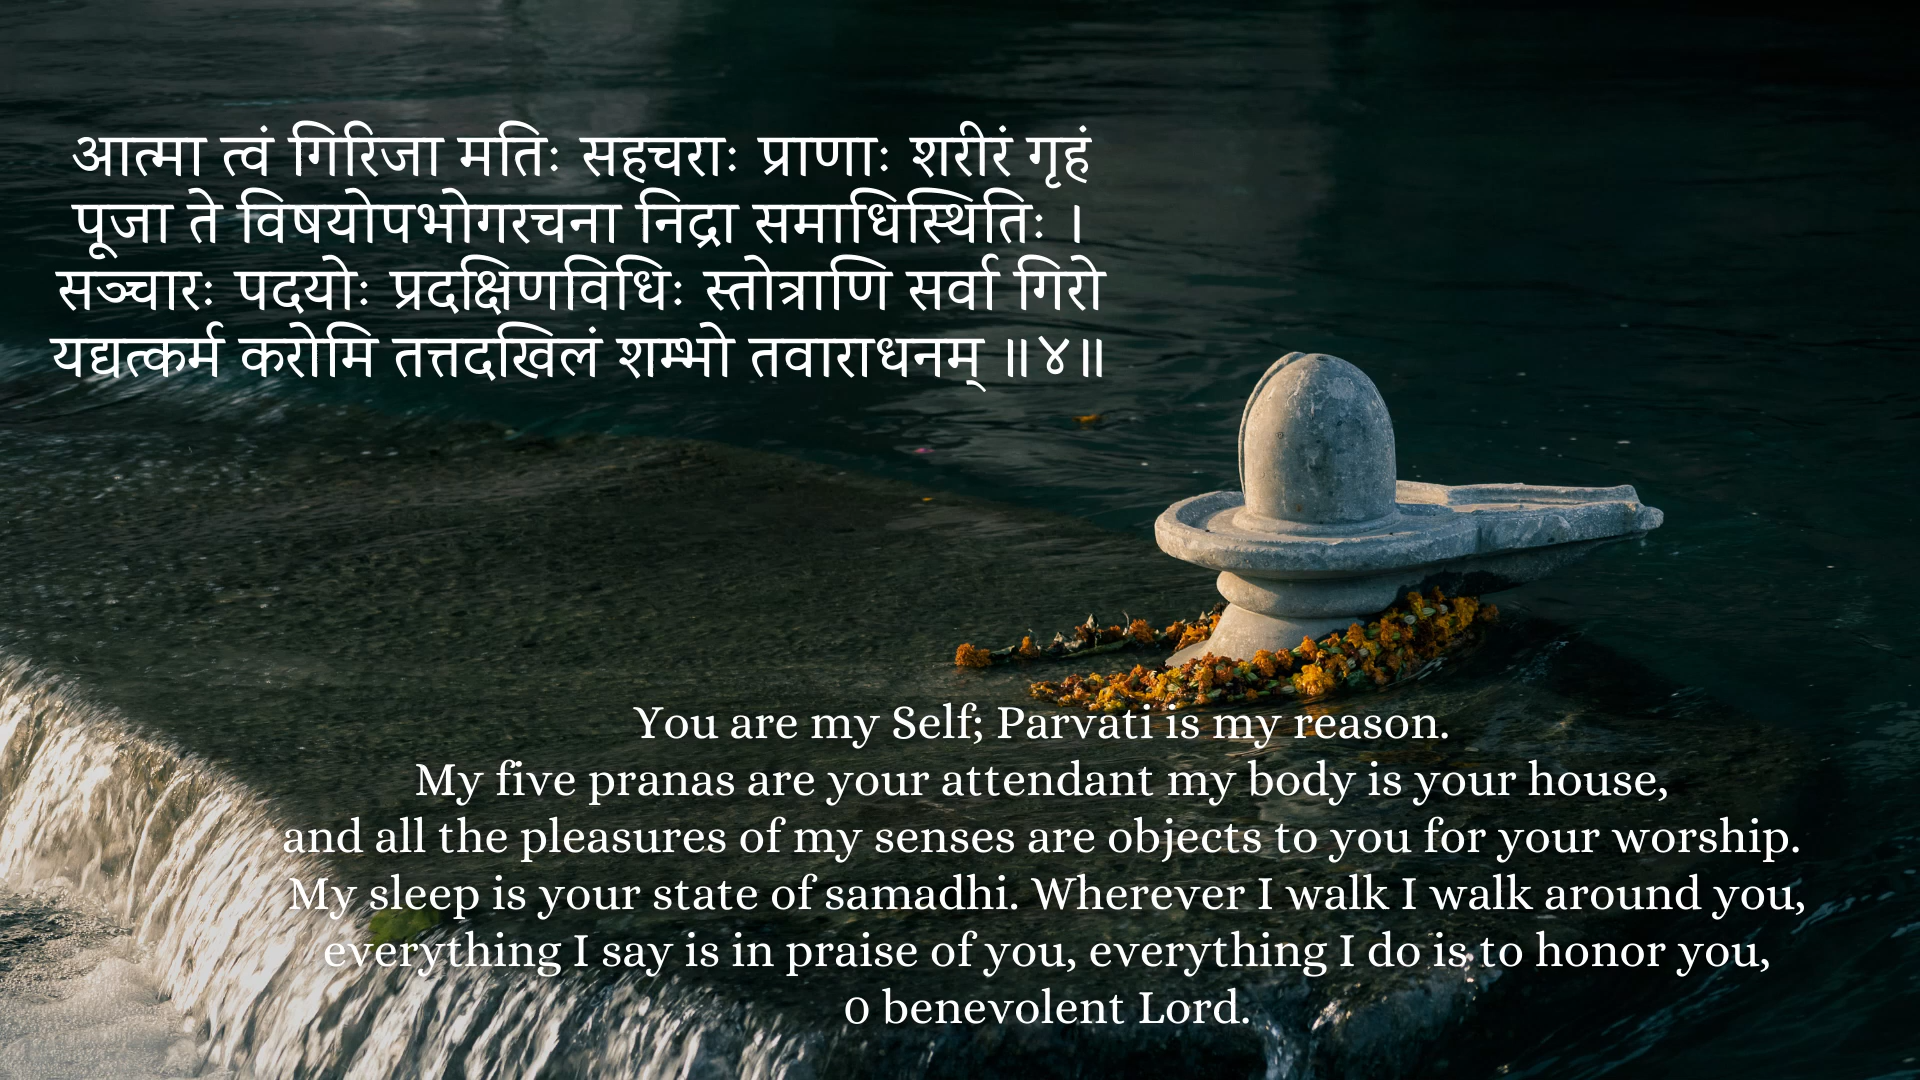 आत्मा त्वं गिरिजा मतिः सहचराः प्राणाः शरीरं गृहं
पूजा ते विषयोपभोगरचना निद्रा समाधिस्थितिः ।
सञ्चारः पदयोः प्रदक्षिणविधिः स्तोत्राणि सर्वा गिरो
यद्यत्कर्म करोमि तत्तदखिलं शम्भो तवाराधनम् ॥४॥
You are my Self; Parvati is my reason.
My five pranas are your attendant my body is your house,
and all the pleasures of my senses are objects to you for your worship.
My sleep is your state of samadhi. Wherever I walk I walk around you,
everything I say is in praise of you, everything I do is to honor you,
0 benevolent Lord.